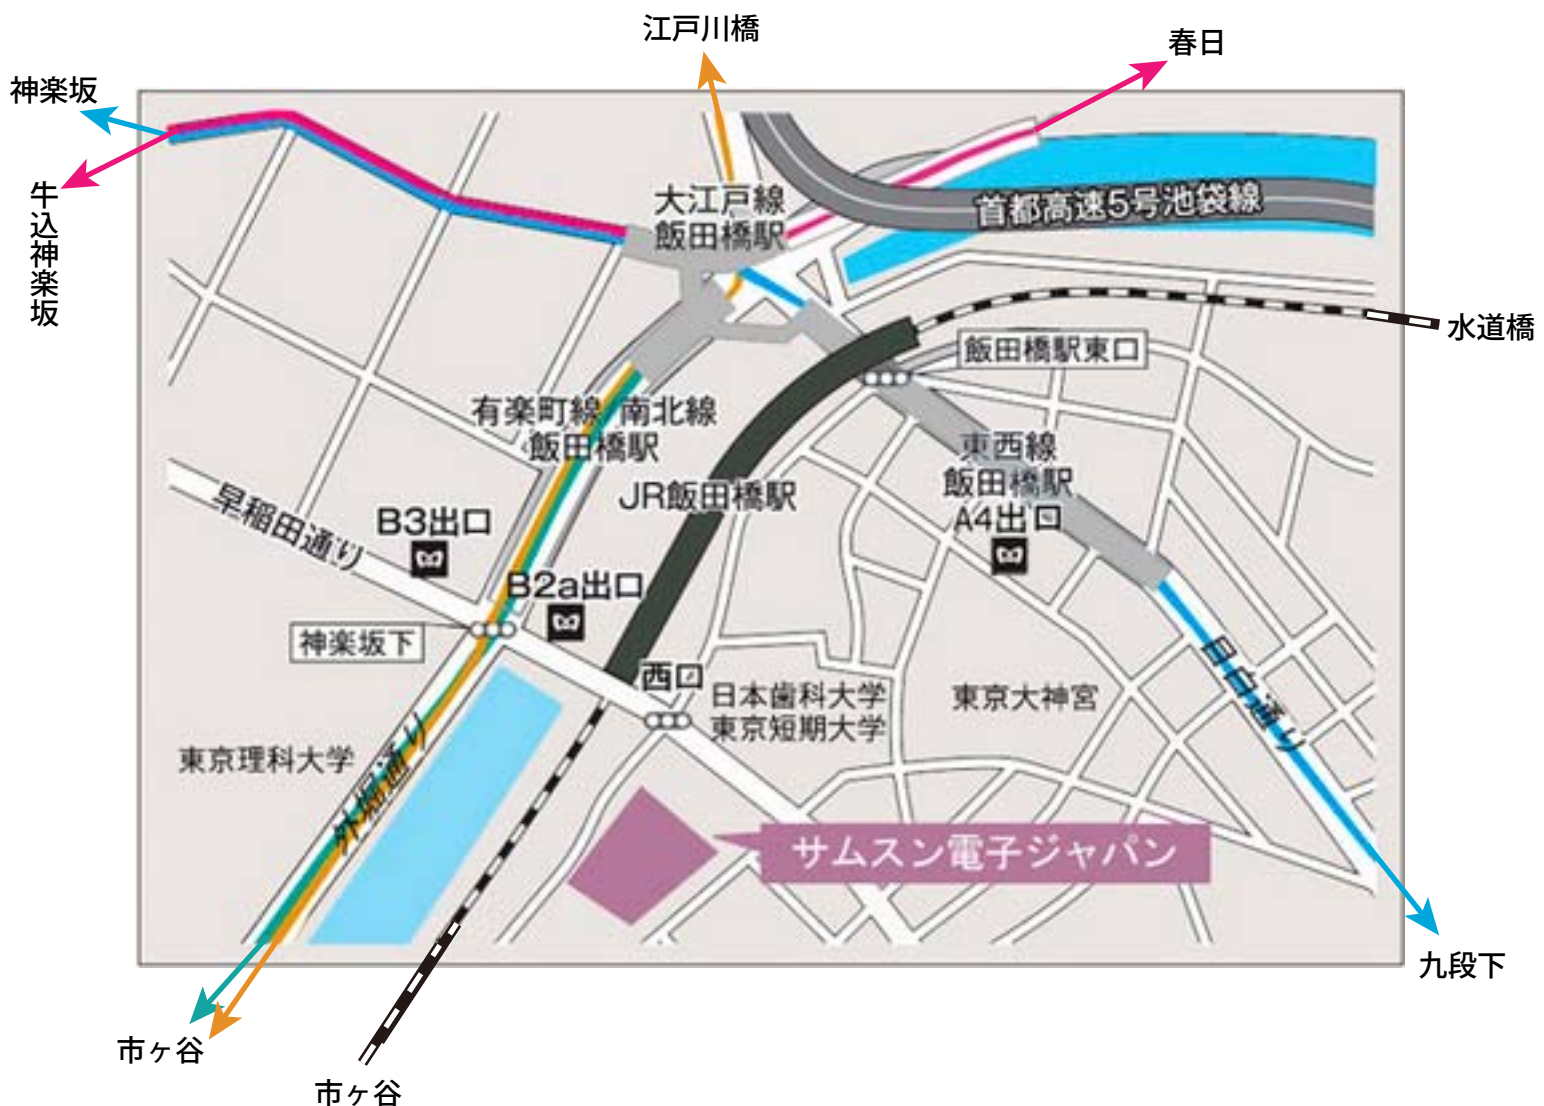 江戸川橋
春日
神楽坂
牛込神楽坂
大江戸線
飯田橋駅
首都高速5号池袋線
水道橋
飯田橋駅東口
有楽町線 南北線
飯田橋駅
東西線
飯田橋駅
A4出口
JR飯田橋駅
早稲田通り
B3出口
B2a出口
神楽坂下
西口
日本歯科大学
東京短期大学
東京大神宮
目白通り
東京理科大学
外堀通り
サムスン電子ジャパン
九段下
市ヶ谷
市ヶ谷